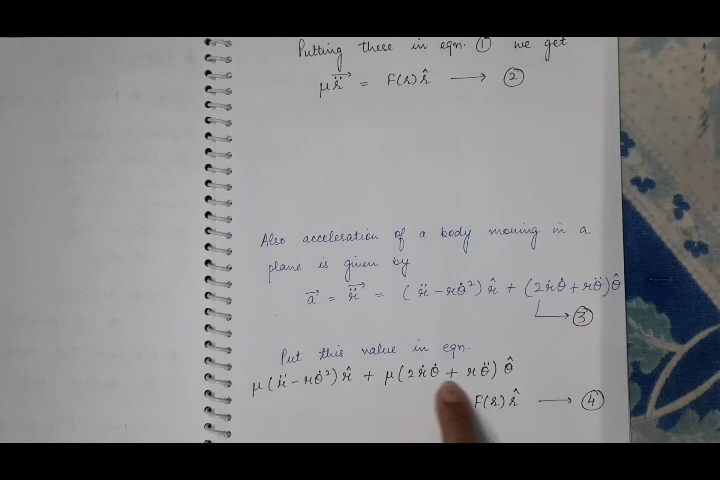 Putting these in eqn. ① we get
μ r̈⃗ = F(r) r̂ ⟶ ②
Also acceleration of a body moving in a
plane is given by
a⃗ = r̈⃗ = (r̈ - rθ̇²) r̂ + (2ṙθ̇ + rθ̈) θ̂
⟶ ③
Put this value in eqn.
μ(r̈ - rθ̇²) r̂ + μ(2ṙθ̇ + rθ̈) θ̂
F(r) r̂ ⟶ ④